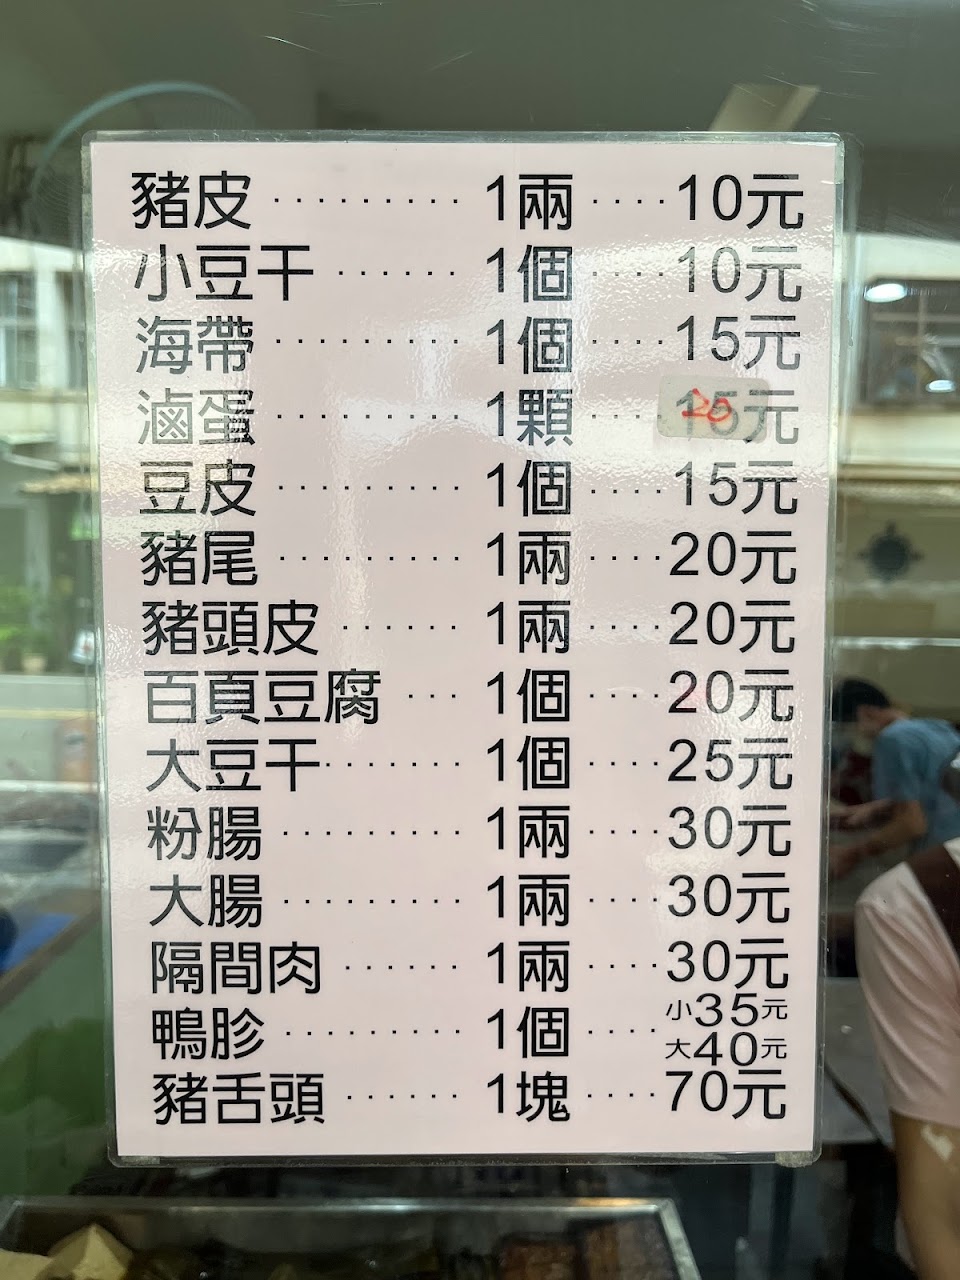 豬皮 ········· 1兩 ···· 10元
小豆干 ······ 1個 ···· 10元
海帶 ········· 1個 ···· 15元
滷蛋 ········· 1顆 ···· 20元
豆皮 ········· 1個 ···· 15元
豬尾 ········· 1兩 ···· 20元
豬頭皮 ······ 1兩 ···· 20元
百頁豆腐 ··· 1個 ···· 20元
大豆干 ······· 1個 ···· 25元
粉腸 ········· 1兩 ···· 30元
大腸 ········· 1兩 ···· 30元
隔間肉 ······ 1兩 ···· 30元
鴨胗 ········· 1個 ···· 小35元
大40元
豬舌頭 ······ 1塊 ···· 70元